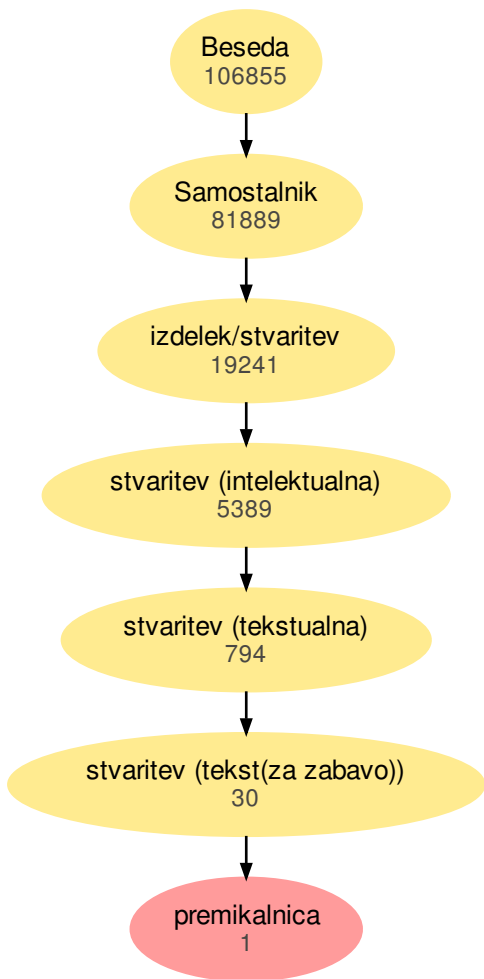 Beseda
106855
Samostalnik
81889
izdelek/stvaritev
19241
stvaritev (intelektualna)
5389
stvaritev (tekstualna)
794
stvaritev (tekst(za zabavo))
30
premikalnica
1